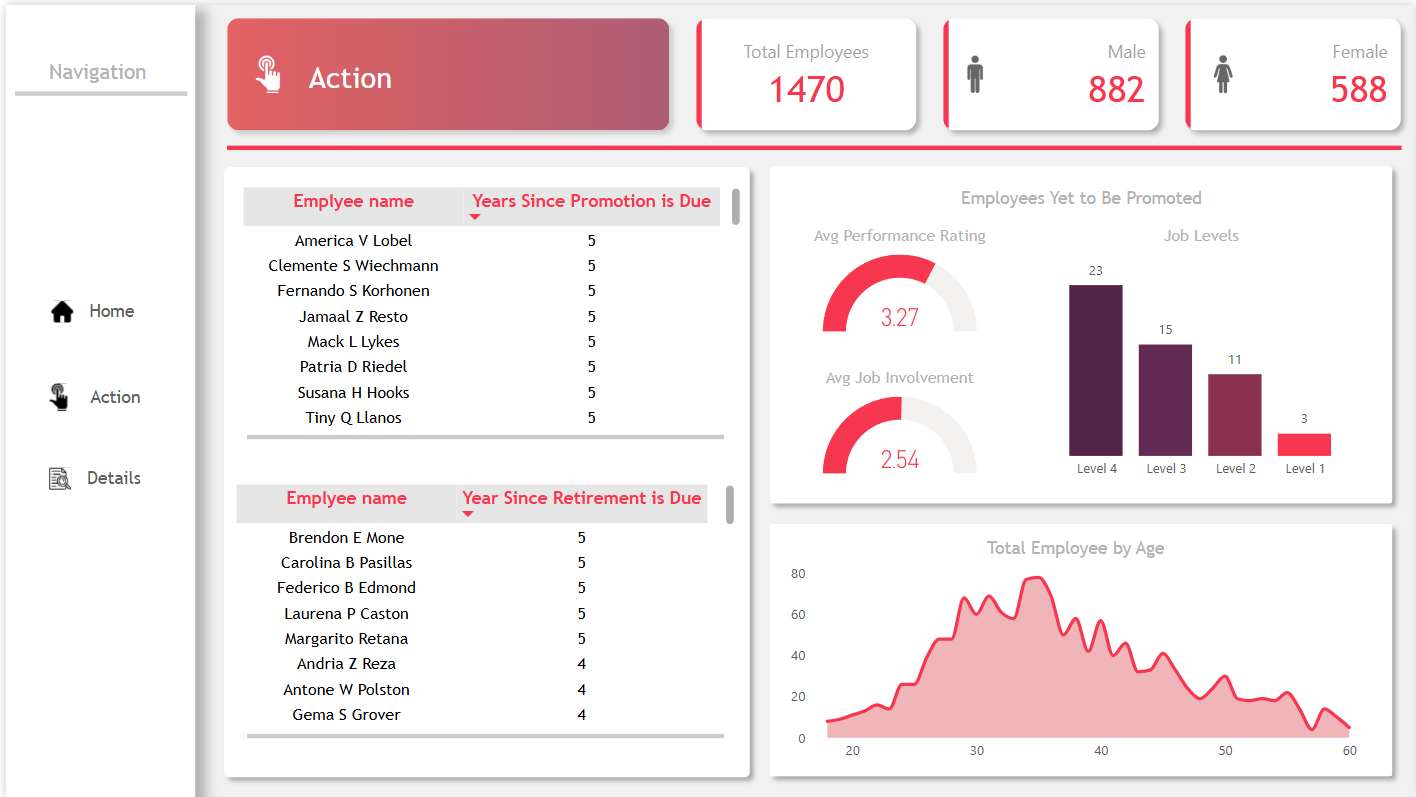 Navigation
Home
Action
Details
Action
Total Employees
1470
Male
882
Female
588
Emplyee name Years Since Promotion is Due
America V Lobel 5
Clemente S Wiechmann 5
Fernando S Korhonen 5
Jamaal Z Resto 5
Mack L Lykes 5
Patria D Riedel 5
Susana H Hooks 5
Tiny Q Llanos 5
Emplyee name Year Since Retirement is Due
Brendon E Mone 5
Carolina B Pasillas 5
Federico B Edmond 5
Laurena P Caston 5
Margarito Retana 5
Andria Z Reza 4
Antone W Polston 4
Gema S Grover 4
Employees Yet to Be Promoted
Avg Performance Rating
3.27
Avg Job Involvement
2.54
Job Levels
23
15
11
3
Level 4 Level 3 Level 2 Level 1
Total Employee by Age
80
60
40
20
0
20 30 40 50 60